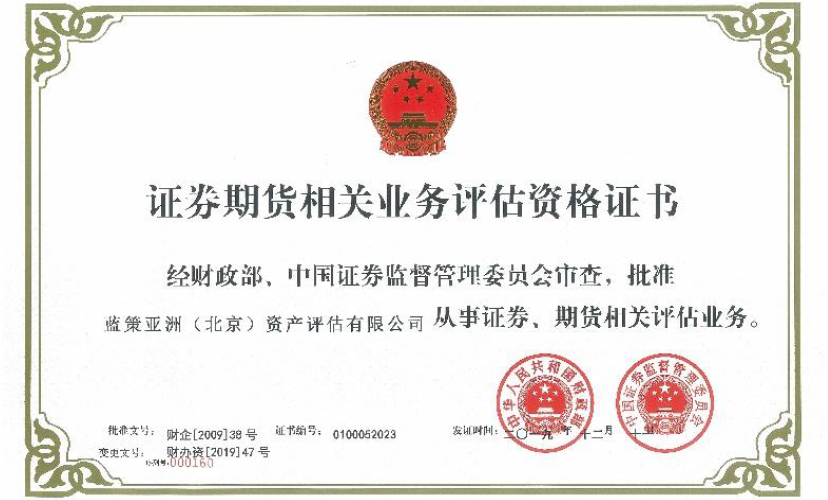 证券期货相关业务评估资格证书
经财政部、中国证券监督管理委员会审查，批准
蓝策亚洲（北京）资产评估有限公司 从事证券、期货相关评估业务。
中华人民共和国财政部
中国证券监督管理委员会
批准文号： 财企[2009]38 号 证书编号： 0100052023 发证时间：二〇一九年 十二月
变更文号： 财办资[2019]47 号
序列号：000160